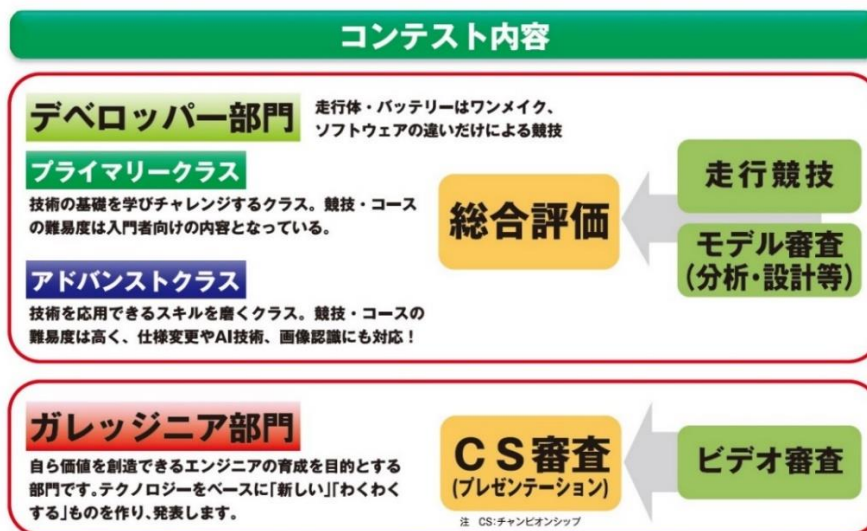 コンテスト内容
デベロッパー部門
走行体・バッテリーはワンメイク、
ソフトウェアの違いだけによる競技
プライマリークラス
技術の基礎を学びチャレンジするクラス。競技・コース
の難易度は入門者向けの内容となっている。
アドバンストクラス
技術を応用できるスキルを磨くクラス。競技・コースの
難易度は高く、仕様変更やAI技術、画像認識にも対応！
総合評価
走行競技
モデル審査
(分析・設計等)
ガレッジニア部門
自ら価値を創造できるエンジニアの育成を目的とする
部門です。テクノロジーをベースに「新しい」「わくわく
する」ものを作り、発表します。
ＣＳ審査
(プレゼンテーション)
注　CS：チャンピオンシップ
ビデオ審査